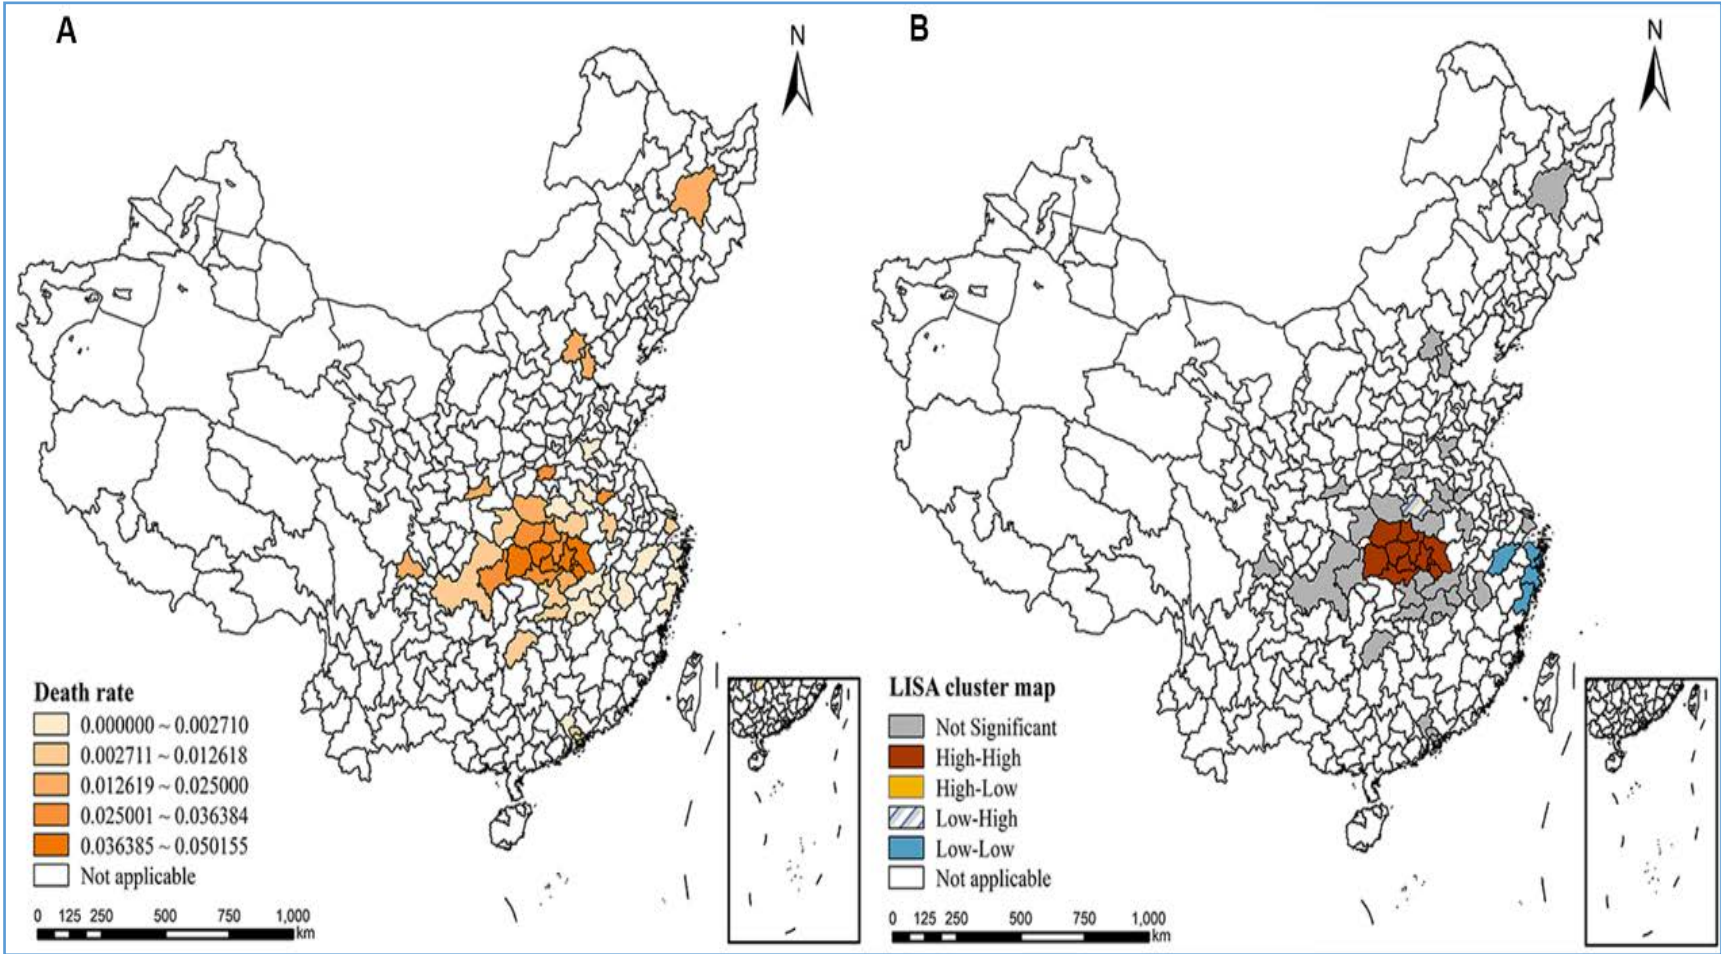 A
N
Death rate
0.000000 ~ 0.002710
0.002711 ~ 0.012618
0.012619 ~ 0.025000
0.025001 ~ 0.036384
0.036385 ~ 0.050155
Not applicable
0 125 250 500 750 1,000
km
B
N
LISA cluster map
Not Significant
High-High
High-Low
Low-High
Low-Low
Not applicable
0 125 250 500 750 1,000
km